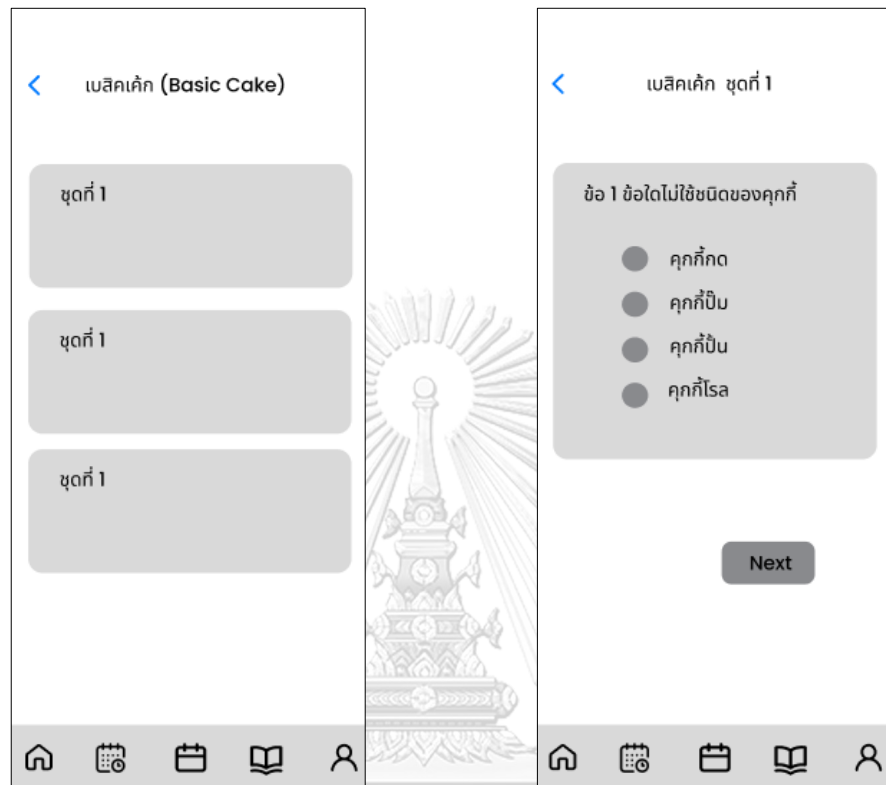 เบสิคเค้ก (Basic Cake)
ชุดที่ 1
ชุดที่ 1
ชุดที่ 1
เบสิคเค้ก ชุดที่ 1
ข้อ 1 ข้อใดไม่ใช้ชนิดของคุกกี้
คุกกี้กด
คุกกี้ปั๊ม
คุกกี้ปั้น
คุกกี้โรล
Next